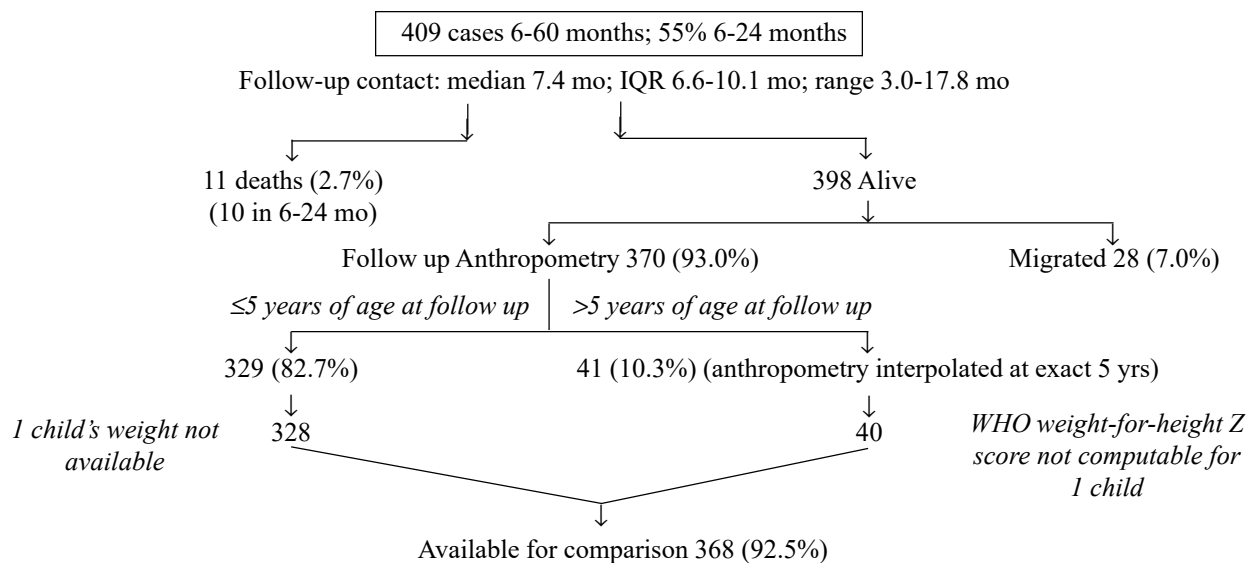 409 cases 6-60 months; 55% 6-24 months
Follow-up contact: median 7.4 mo; IQR 6.6-10.1 mo; range 3.0-17.8 mo
11 deaths (2.7%)
(10 in 6-24 mo)
398 Alive
Follow up Anthropometry 370 (93.0%)
Migrated 28 (7.0%)
≤5 years of age at follow up
>5 years of age at follow up
329 (82.7%)
41 (10.3%) (anthropometry interpolated at exact 5 yrs)
1 child’s weight not
available
328
40
WHO weight-for-height Z
score not computable for
1 child
Available for comparison 368 (92.5%)